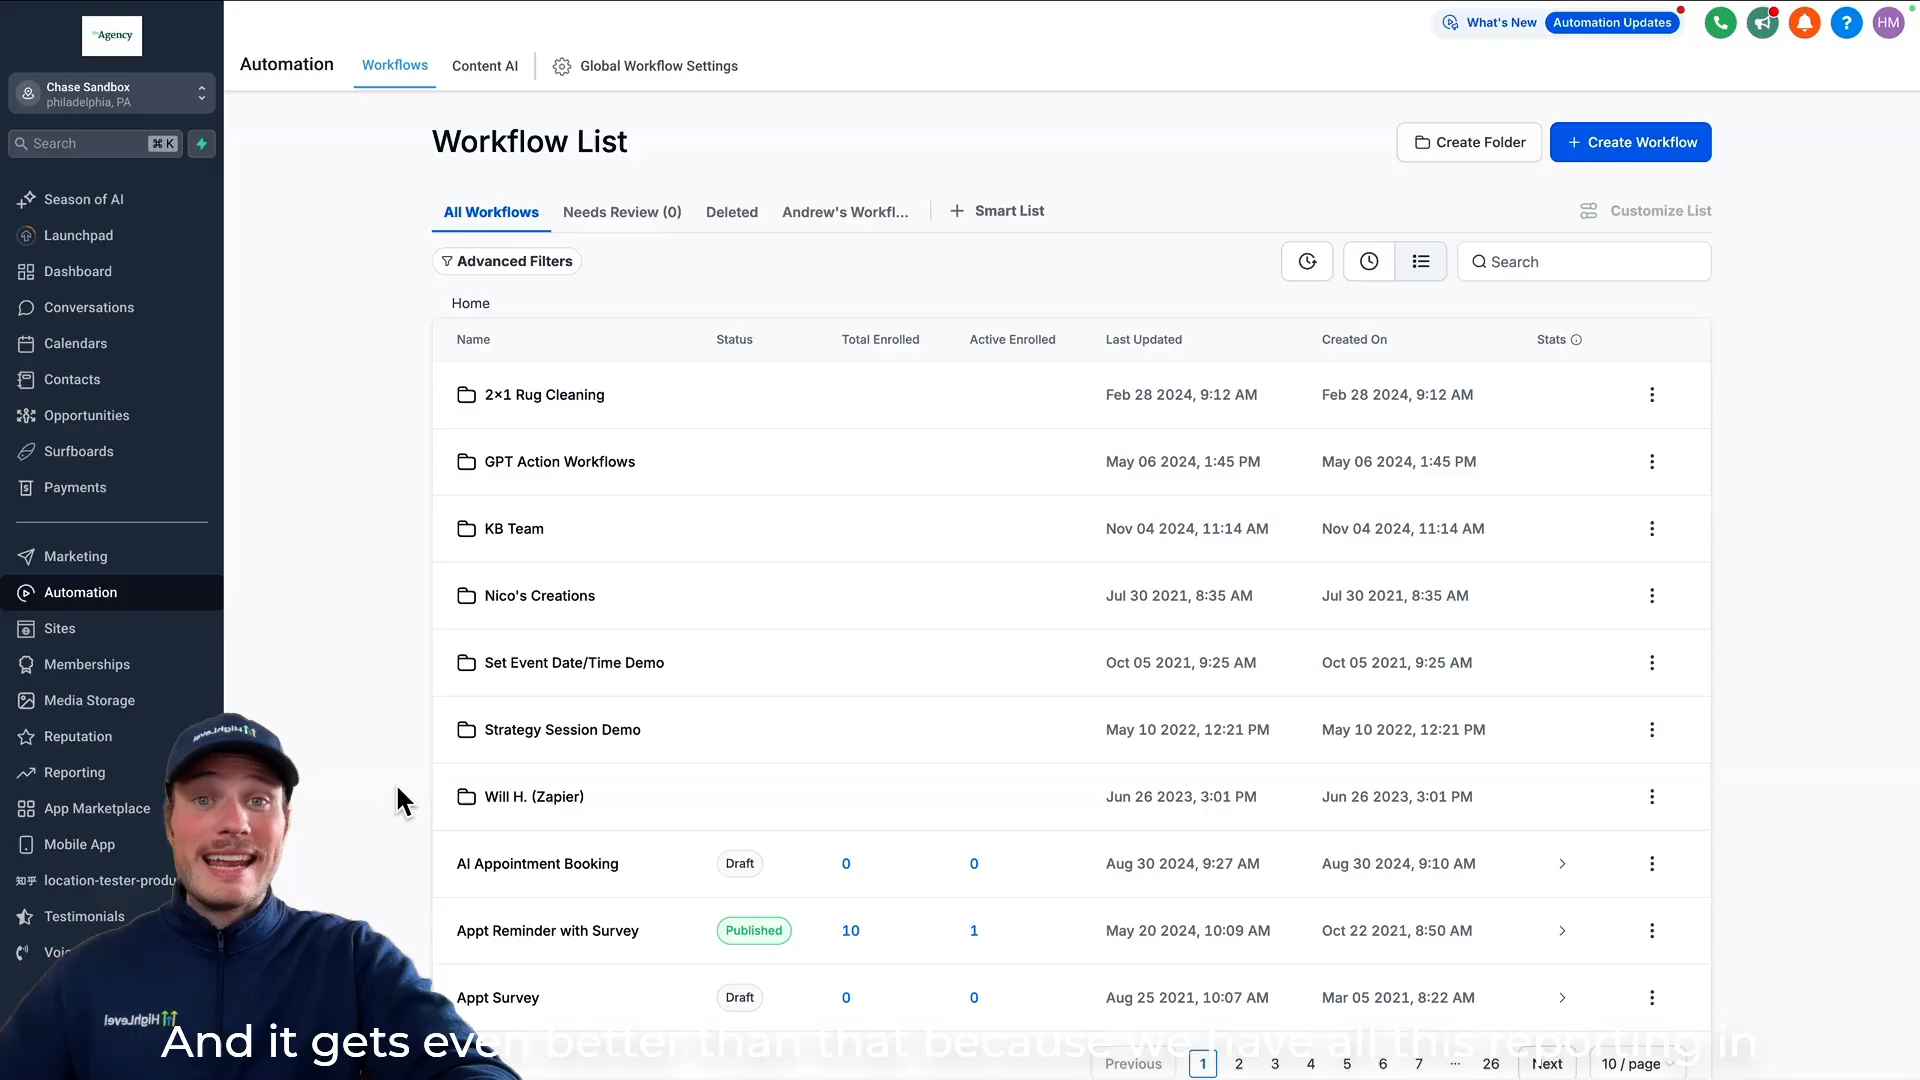 the Agency
Chase Sandbox
philadelphia, PA
Search ⌘ K
Season of AI
Launchpad
Dashboard
Conversations
Calendars
Contacts
Opportunities
Surfboards
Payments
Marketing
Automation
Sites
Memberships
Media Storage
Reputation
Reporting
App Marketplace
Mobile App
知乎 location-tester-produ
Testimonials
What's New Automation Updates ? HM
Automation Workflows Content AI Global Workflow Settings
Workflow List Create Folder + Create Workflow
All Workflows Needs Review (0) Deleted Andrew's Workfl... + Smart List Customize List
Advanced Filters Search
Home
Name Status Total Enrolled Active Enrolled Last Updated Created On Stats
2x1 Rug Cleaning Feb 28 2024, 9:12 AM Feb 28 2024, 9:12 AM
GPT Action Workflows May 06 2024, 1:45 PM May 06 2024, 1:45 PM
KB Team Nov 04 2024, 11:14 AM Nov 04 2024, 11:14 AM
Nico's Creations Jul 30 2021, 8:35 AM Jul 30 2021, 8:35 AM
Set Event Date/Time Demo Oct 05 2021, 9:25 AM Oct 05 2021, 9:25 AM
Strategy Session Demo May 10 2022, 12:21 PM May 10 2022, 12:21 PM
Will H. (Zapier) Jun 26 2023, 3:01 PM Jun 26 2023, 3:01 PM
AI Appointment Booking Draft 0 0 Aug 30 2024, 9:27 AM Aug 30 2024, 9:10 AM
Appt Reminder with Survey Published 10 1 May 20 2024, 10:09 AM Oct 22 2021, 8:50 AM
Appt Survey Draft 0 0 Aug 25 2021, 10:07 AM Mar 05 2021, 8:22 AM
HighLevel
HighLevel
And it gets even better than that because we have all this reporting in
Previous 1 2 3 4 5 6 7 ··· 26 Next 10 / page